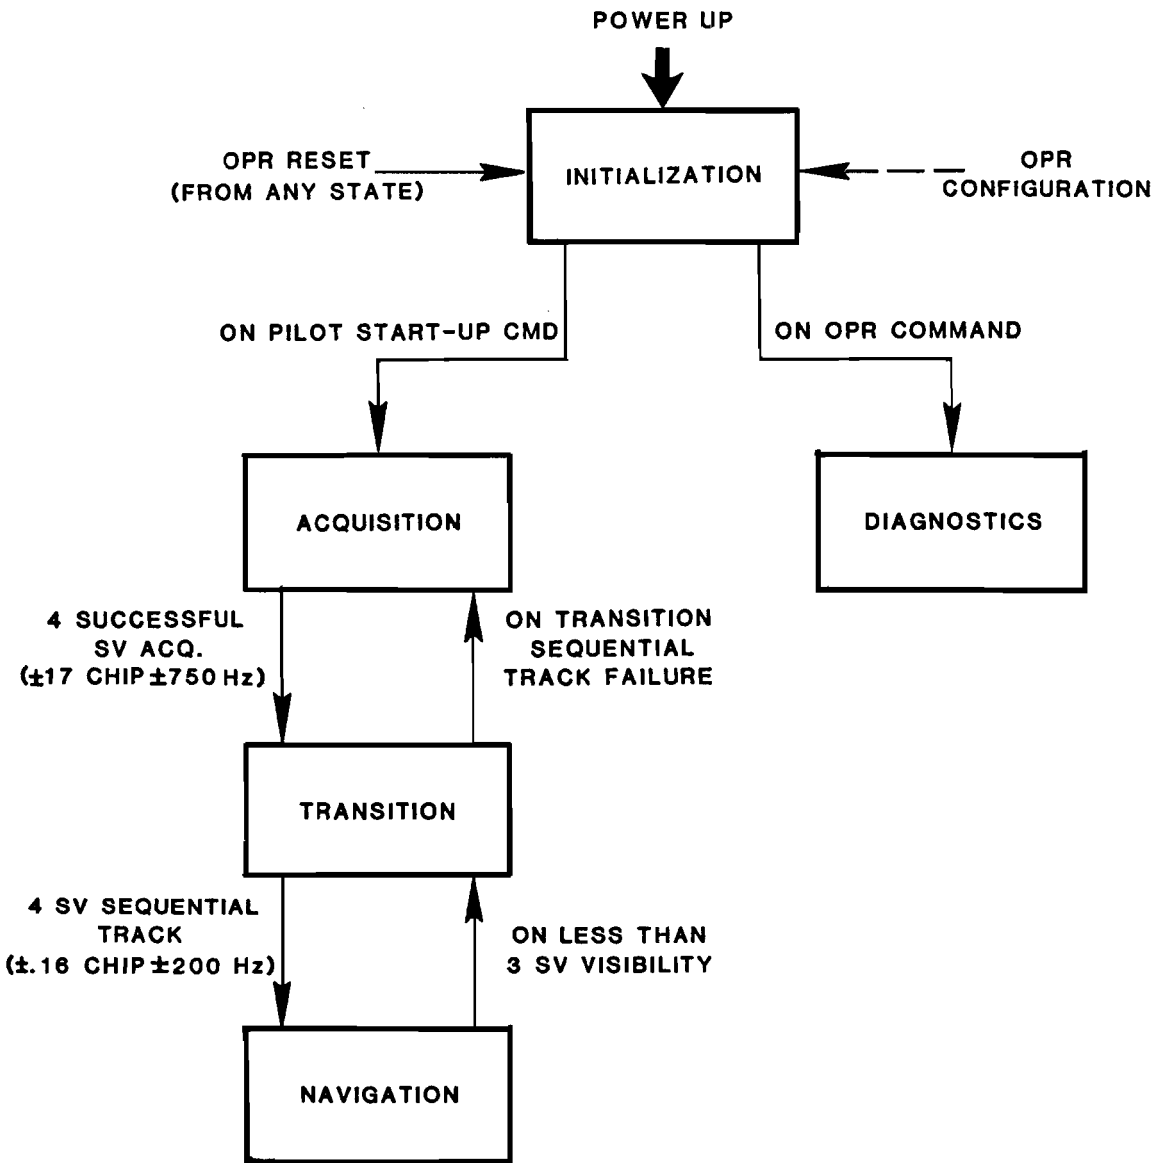 POWER UP
OPR RESET
(FROM ANY STATE)
INITIALIZATION
OPR
CONFIGURATION
ON PILOT START-UP CMD
ON OPR COMMAND
ACQUISITION
DIAGNOSTICS
4 SUCCESSFUL
SV ACQ.
(±17 CHIP ±750 Hz)
ON TRANSITION
SEQUENTIAL
TRACK FAILURE
TRANSITION
4 SV SEQUENTIAL
TRACK
(±.16 CHIP ±200 Hz)
ON LESS THAN
3 SV VISIBILITY
NAVIGATION